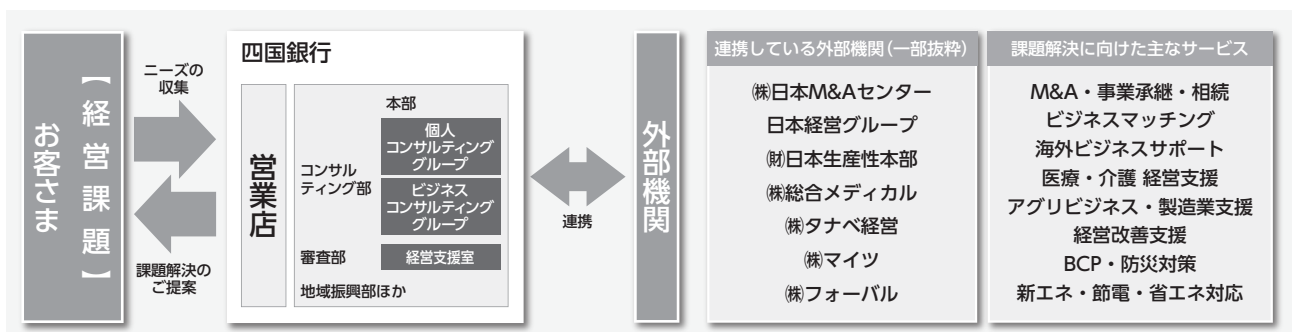 お客さま
【経営課題】
ニーズの
収集
課題解決の
ご提案
四国銀行
営業店
本部
コンサル
ティング部
個人
コンサルティング
グループ
ビジネス
コンサルティング
グループ
審査部
経営支援室
地域振興部ほか
連携
外部機関
連携している外部機関(一部抜粋)
㈱日本M&Aセンター
日本経営グループ
㈶日本生産性本部
㈱総合メディカル
㈱タナベ経営
㈱マイツ
㈱フォーバル
課題解決に向けた主なサービス
M&A・事業承継・相続
ビジネスマッチング
海外ビジネスサポート
医療・介護 経営支援
アグリビジネス・製造業支援
経営改善支援
BCP・防災対策
新エネ・節電・省エネ対応